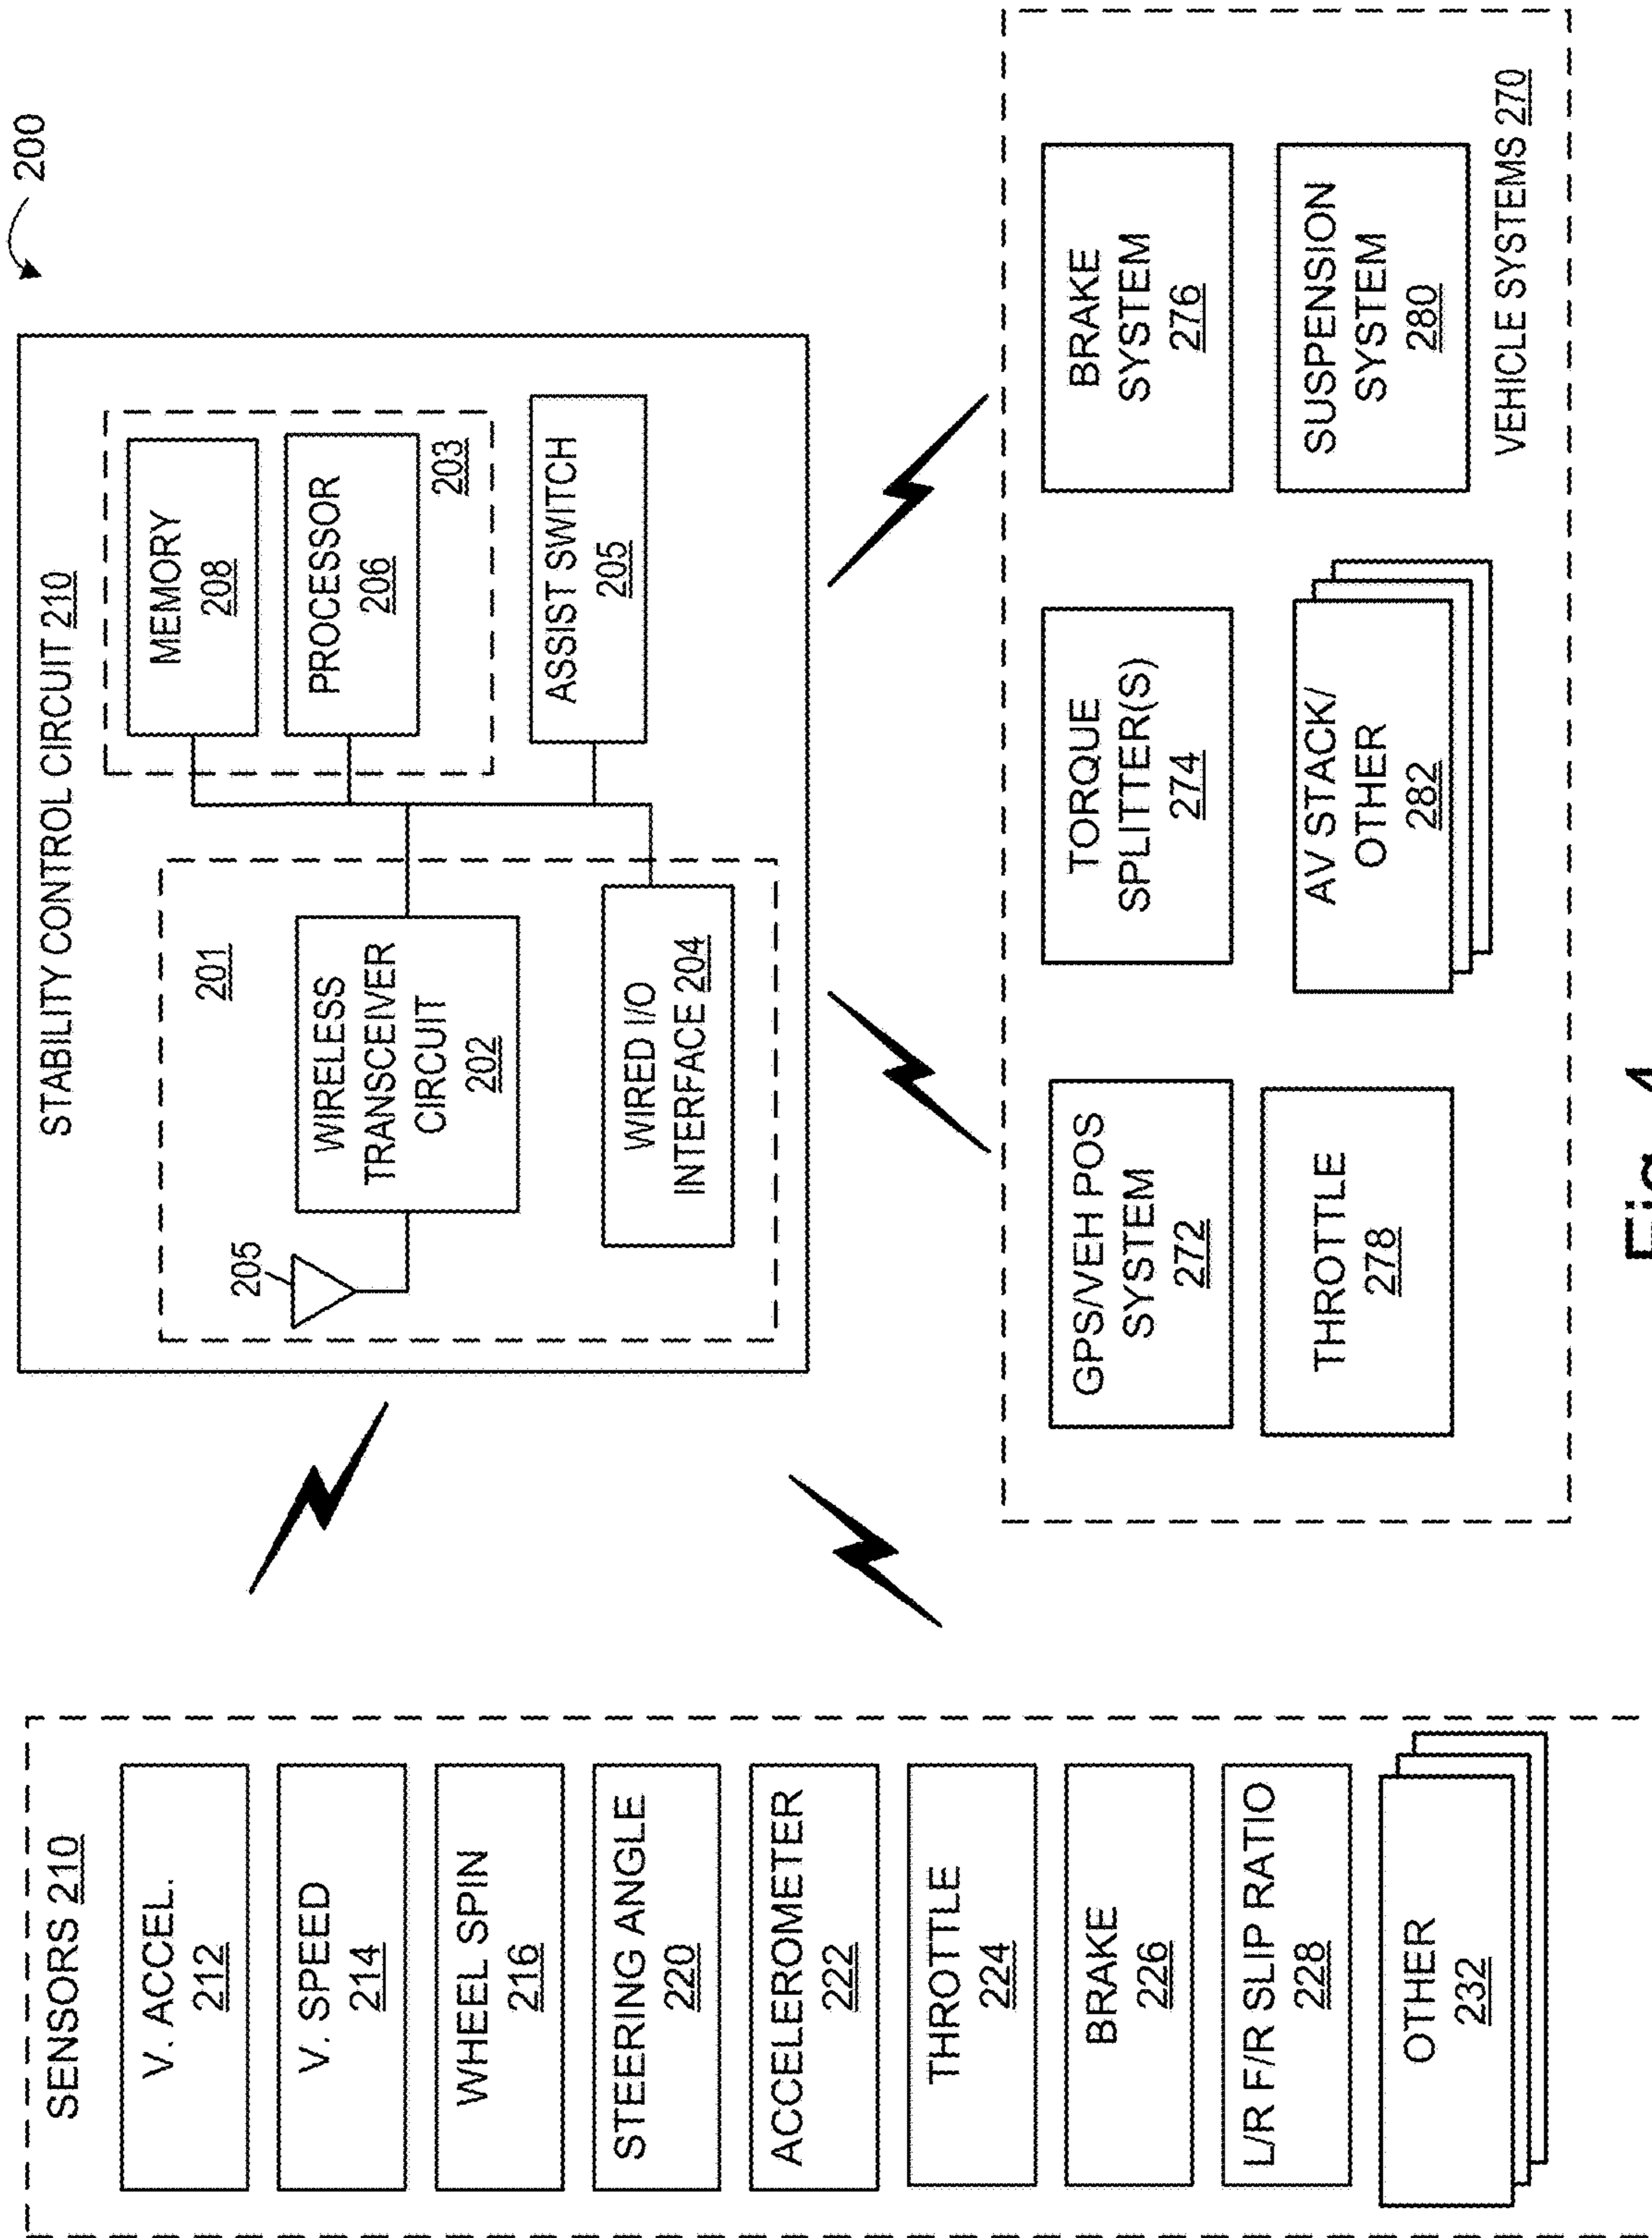 200
STABILITY CONTROL CIRCUIT 210
201
205
WIRELESS
TRANSCEIVER
CIRCUIT
202
WIRED I/O
INTERFACE 204
MEMORY
208
PROCESSOR
206
203
ASSIST SWITCH
205
SENSORS 210
V. ACCEL.
212
V. SPEED
214
WHEEL SPIN
216
STEERING ANGLE
220
ACCELEROMETER
222
THROTTLE
224
BRAKE
226
L/R F/R SLIP RATIO
228
OTHER
232
GPS/VEH POS
SYSTEM
272
TORQUE
SPLITTER(S)
274
BRAKE
SYSTEM
276
THROTTLE
278
AV STACK/
OTHER
282
SUSPENSION
SYSTEM
280
VEHICLE SYSTEMS 270